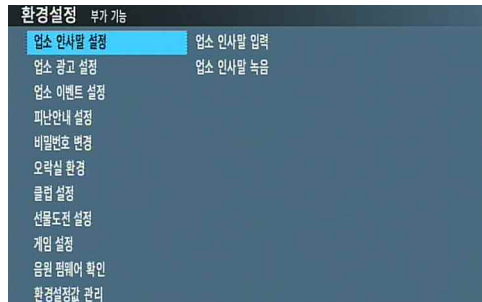 환경설정 부가 기능
업소 인사말 설정 업소 인사말 입력
업소 광고 설정 업소 인사말 녹음
업소 이벤트 설정
피난안내 설정
비밀번호 변경
오락실 환경
클럽 설정
선물도전 설정
게임 설정
음원 펌웨어 확인
환경설정값 관리